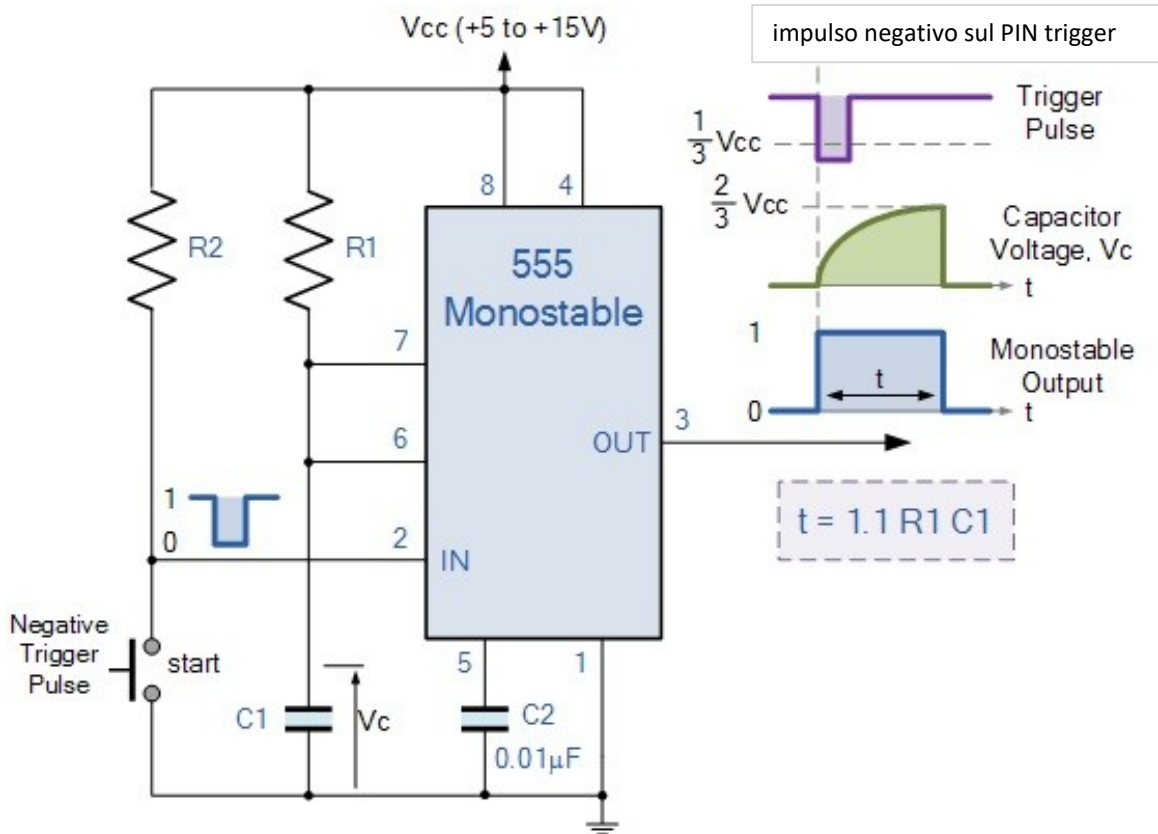 Vcc (+5 to +15V)
impulso negativo sul PIN trigger
Trigger
Pulse
1/3 Vcc
2/3 Vcc
Capacitor
Voltage, Vc
t
1
Monostable
Output
t
0
t
8
4
R2
R1
555
Monostable
7
6
3
OUT
t = 1.1 R1 C1
1
0
2
IN
Negative
Trigger
Pulse
start
5
1
C1
Vc
C2
0.01µF